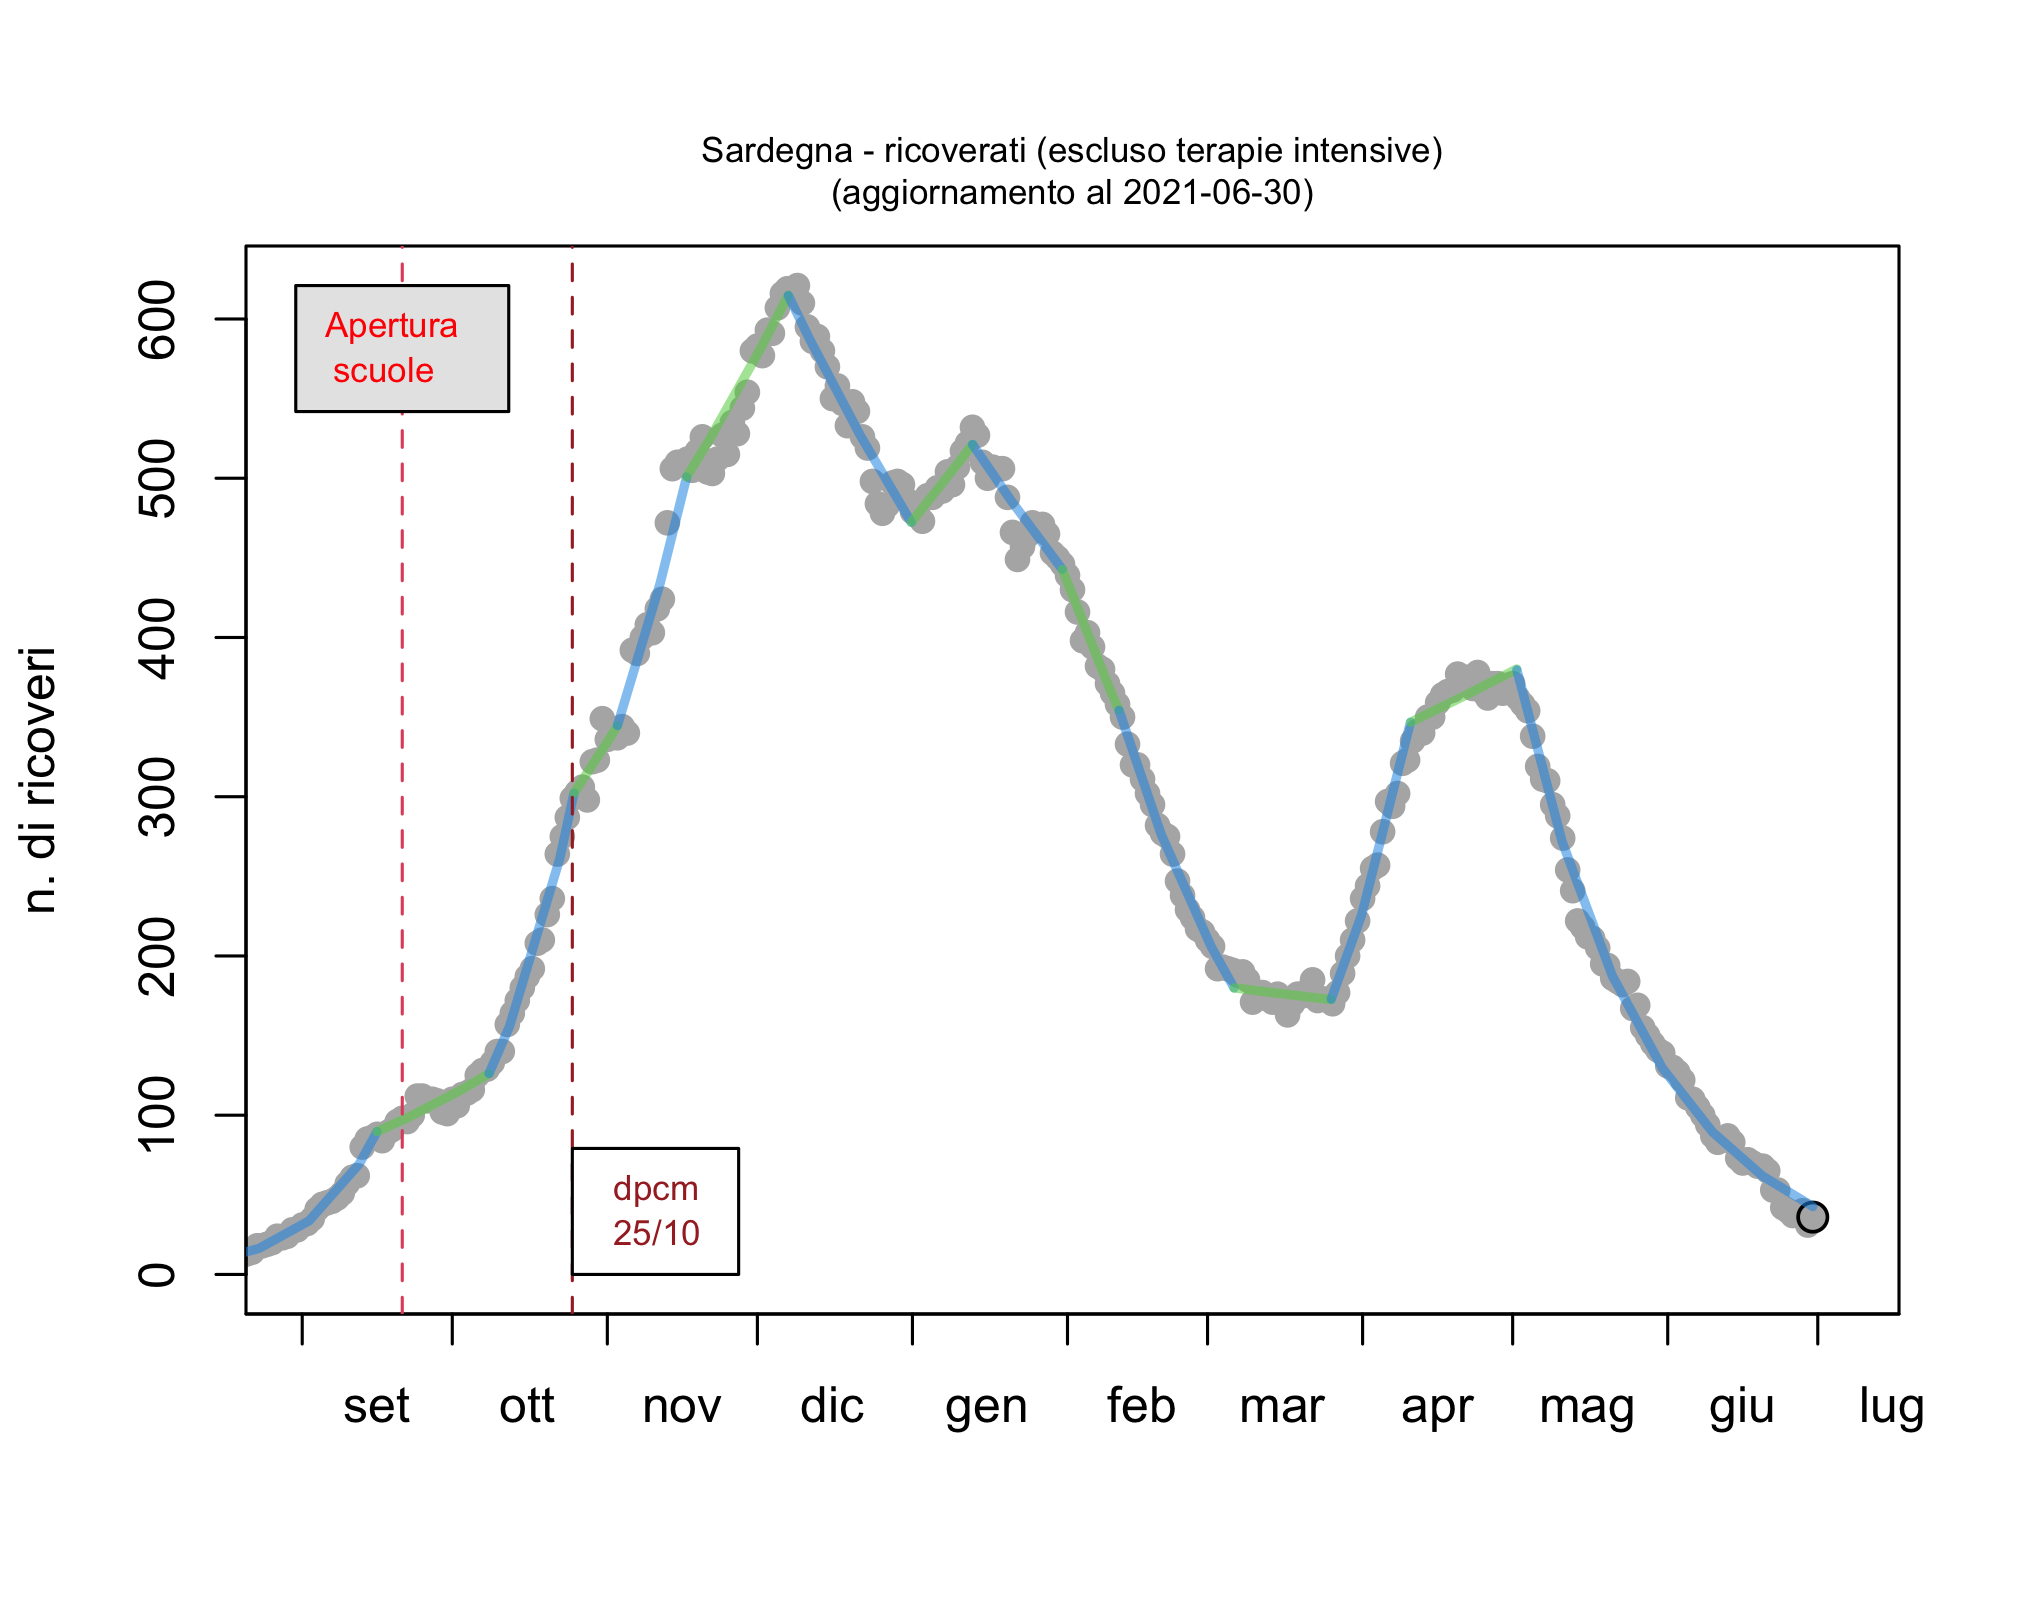 Sardegna - ricoverati (escluso terapie intensive)
(aggiornamento al 2021-06-30)
n. di ricoveri
600
500
400
300
200
100
0
Apertura
scuole
dpcm
25/10
set ott nov dic gen feb mar apr mag giu lug